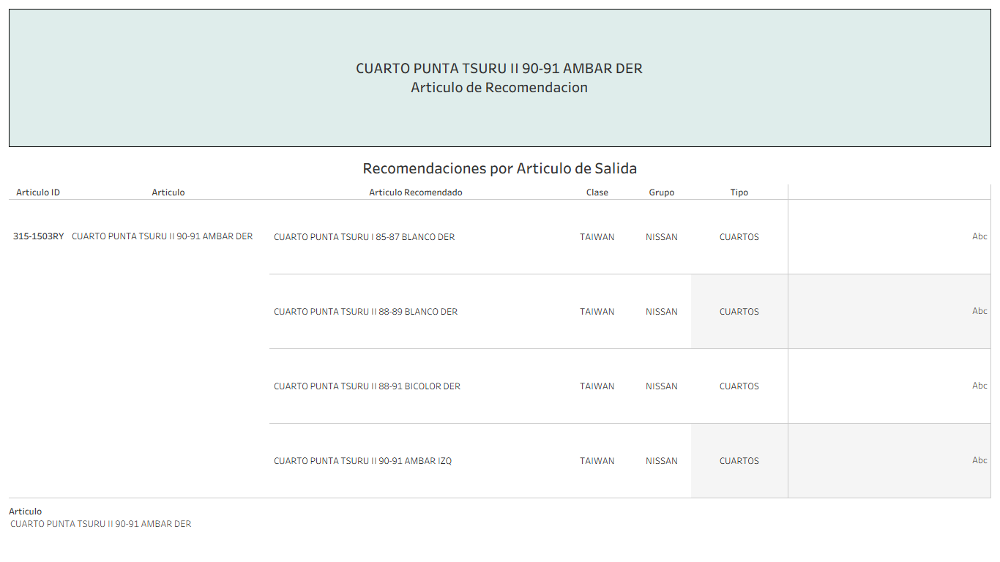 CUARTO PUNTA TSURU II 90-91 AMBAR DER
Articulo de Recomendacion
Recomendaciones por Articulo de Salida
Articulo ID Articulo Articulo Recomendado Clase Grupo Tipo
315-1503RY CUARTO PUNTA TSURU II 90-91 AMBAR DER CUARTO PUNTA TSURU I 85-87 BLANCO DER TAIWAN NISSAN CUARTOS Abc
CUARTO PUNTA TSURU II 88-89 BLANCO DER TAIWAN NISSAN CUARTOS Abc
CUARTO PUNTA TSURU II 88-91 BICOLOR DER TAIWAN NISSAN CUARTOS Abc
CUARTO PUNTA TSURU II 90-91 AMBAR IZQ TAIWAN NISSAN CUARTOS Abc
Articulo
CUARTO PUNTA TSURU II 90-91 AMBAR DER